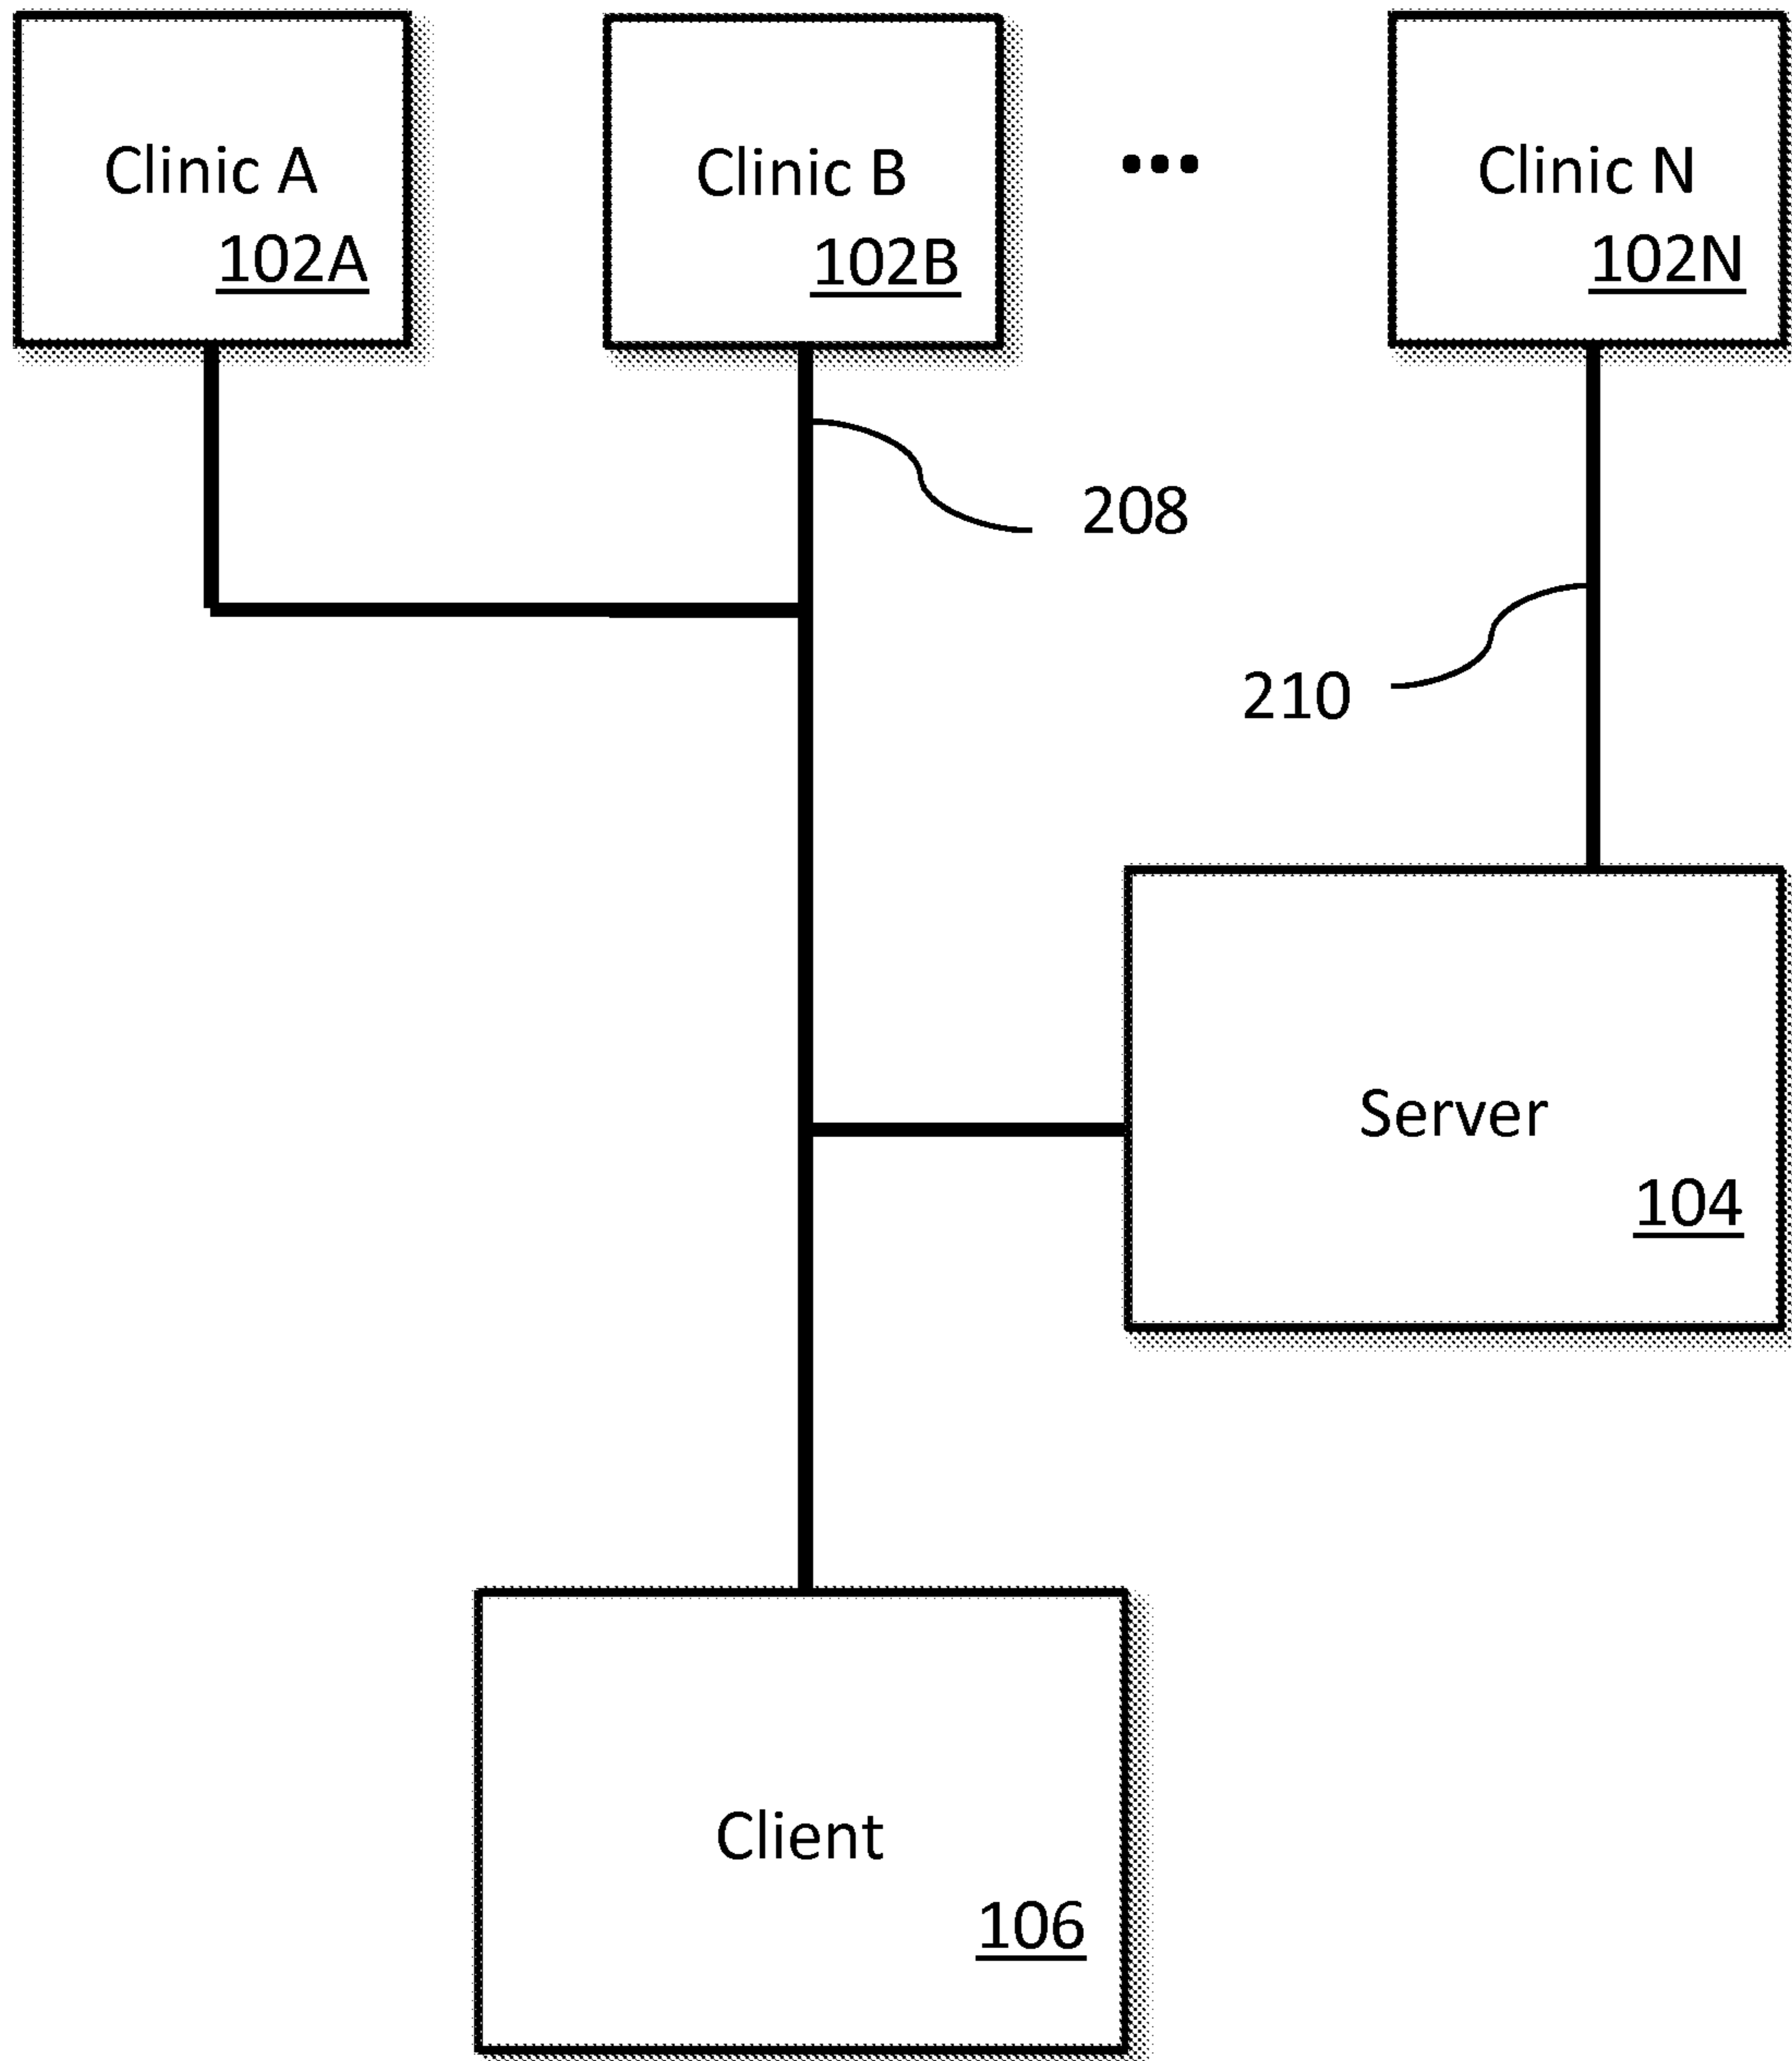 Clinic A
102A
Clinic B
102B
...
Clinic N
102N
208
210
Server
104
Client
106